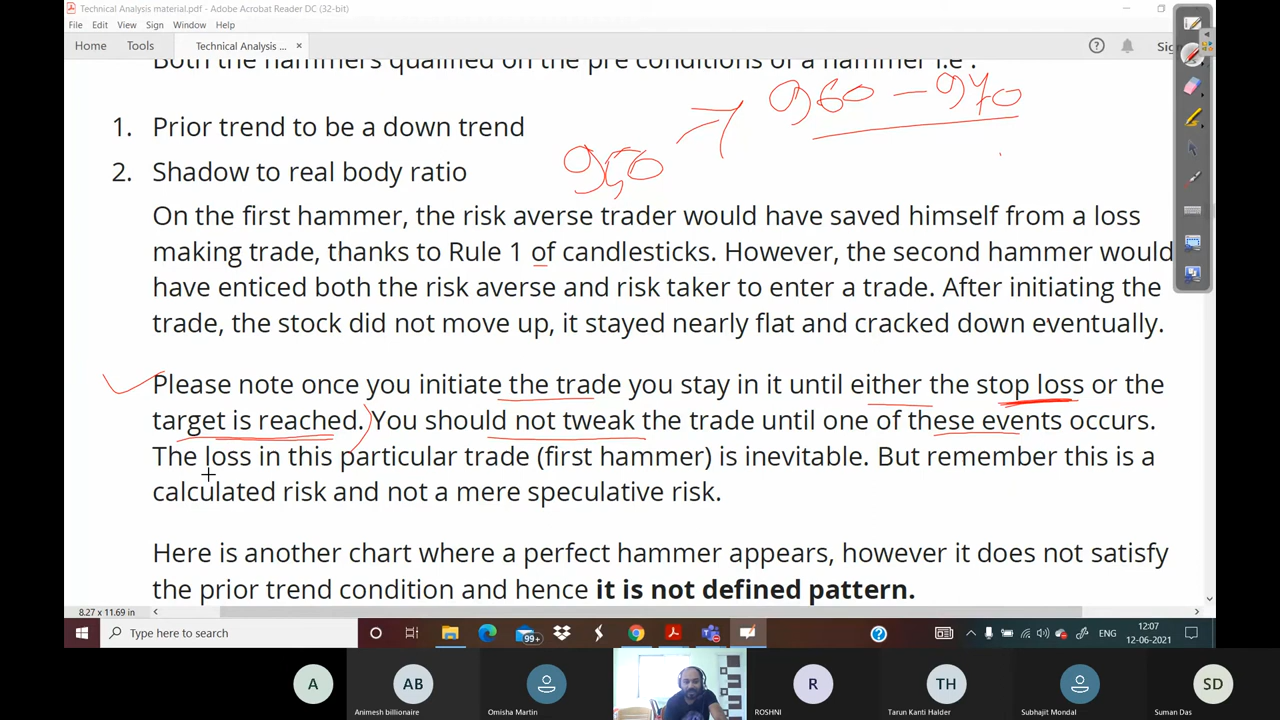 Technical Analysis material.pdf - Adobe Acrobat Reader DC (32-bit)
File Edit View Sign Window Help
Home Tools Technical Analysis ... ×
Both the hammers qualified on the pre conditions of a hammer i.e :
960 - 970
1. Prior trend to be a down trend
950
2. Shadow to real body ratio
On the first hammer, the risk averse trader would have saved himself from a loss
making trade, thanks to Rule 1 of candlesticks. However, the second hammer would
have enticed both the risk averse and risk taker to enter a trade. After initiating the
trade, the stock did not move up, it stayed nearly flat and cracked down eventually.
Please note once you initiate the trade you stay in it until either the stop loss or the
target is reached. You should not tweak the trade until one of these events occurs.
The loss in this particular trade (first hammer) is inevitable. But remember this is a
calculated risk and not a mere speculative risk.
Here is another chart where a perfect hammer appears, however it does not satisfy
the prior trend condition and hence it is not defined pattern.
8.27 x 11.69 in
Type here to search
99+
ENG
12:07
12-06-2021
A
AB
R
TH
SD
Animesh billionaire
Omisha Martin
ROSHNI
Tarun Kanti Halder
Subhajit Mondal
Suman Das